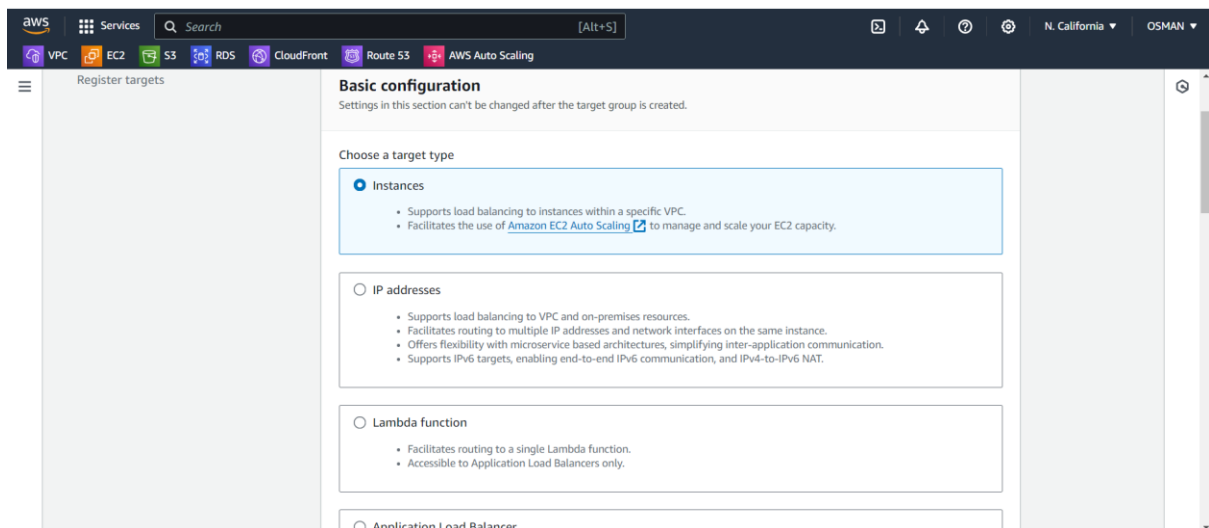 aws Services Search [Alt+S] N. California ▼ OSMAN ▼
VPC EC2 S3 RDS CloudFront Route 53 AWS Auto Scaling
Register targets
Basic configuration
Settings in this section can't be changed after the target group is created.
Choose a target type
Instances
• Supports load balancing to instances within a specific VPC.
• Facilitates the use of Amazon EC2 Auto Scaling to manage and scale your EC2 capacity.
IP addresses
• Supports load balancing to VPC and on-premises resources.
• Facilitates routing to multiple IP addresses and network interfaces on the same instance.
• Offers flexibility with microservice based architectures, simplifying inter-application communication.
• Supports IPv6 targets, enabling end-to-end IPv6 communication, and IPv4-to-IPv6 NAT.
Lambda function
• Facilitates routing to a single Lambda function.
• Accessible to Application Load Balancers only.
Application Load Balancer